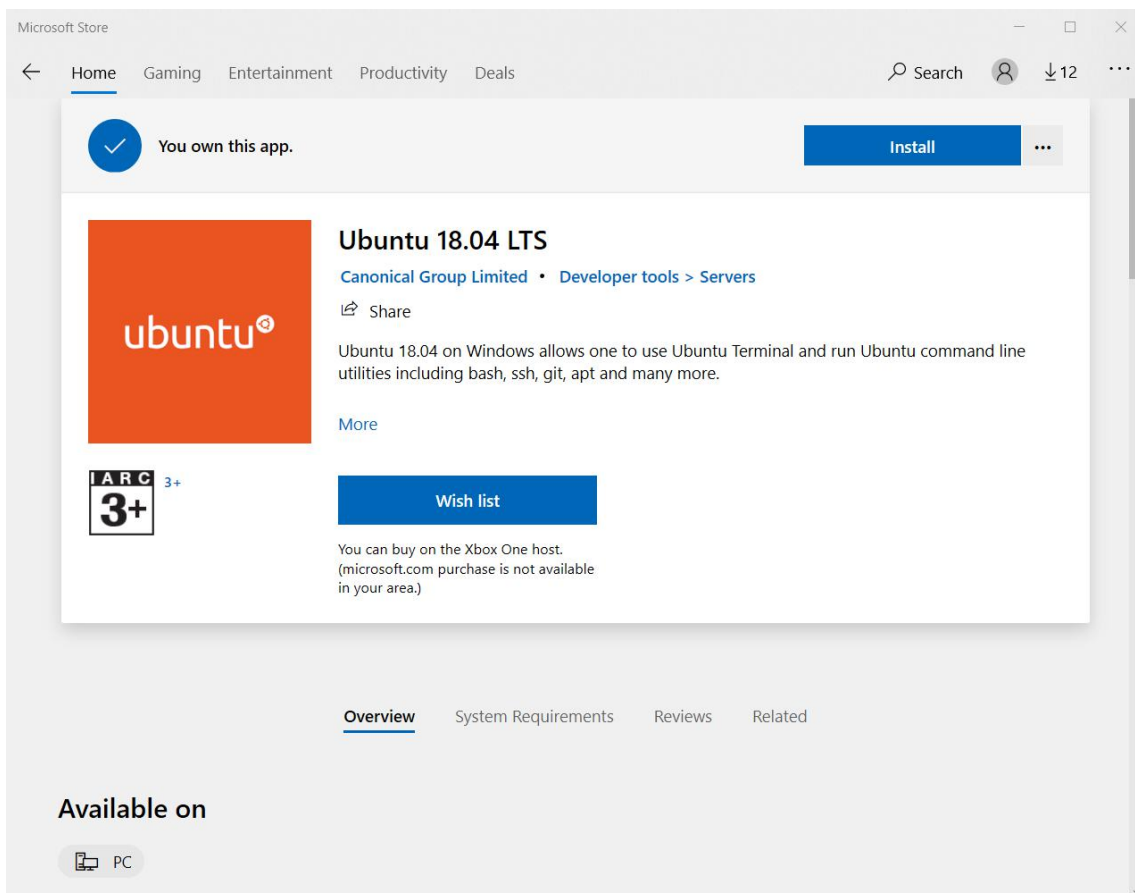 Microsoft Store
Home Gaming Entertainment Productivity Deals Search 12
You own this app. Install
ubuntu
Ubuntu 18.04 LTS
Canonical Group Limited • Developer tools > Servers
Share
Ubuntu 18.04 on Windows allows one to use Ubuntu Terminal and run Ubuntu command line
utilities including bash, ssh, git, apt and many more.
More
IARC
3+
3+
Wish list
You can buy on the Xbox One host.
(microsoft.com purchase is not available
in your area.)
Overview System Requirements Reviews Related
Available on
PC